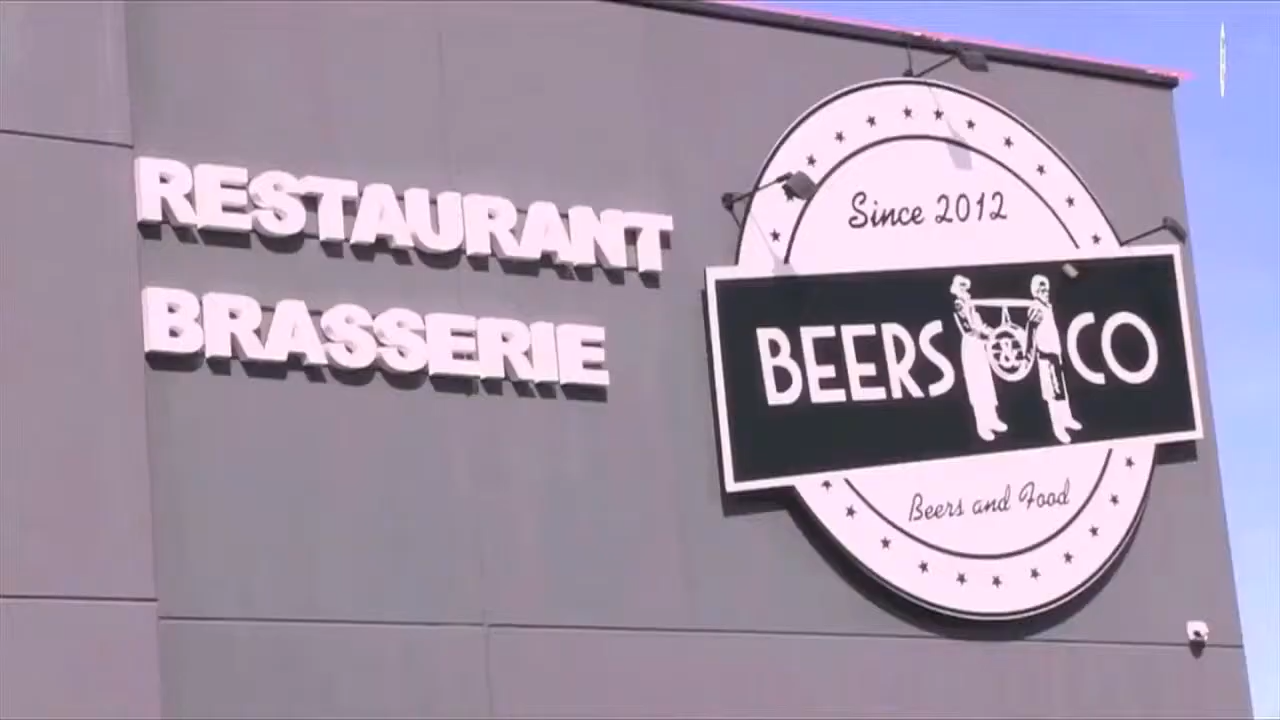 RESTAURANT
BRASSERIE
Since 2012
BEERS & CO
Beers and Food